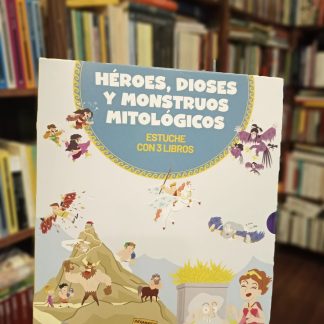 HÉROES, DIOSES
Y MONSTRUOS
MITOLÓGICOS
ESTUCHE
CON 3 LIBROS